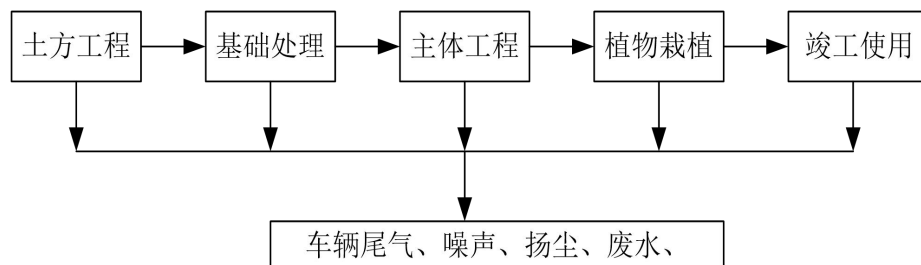 土方工程
基础处理
主体工程
植物栽植
竣工使用
车辆尾气、噪声、扬尘、废水、